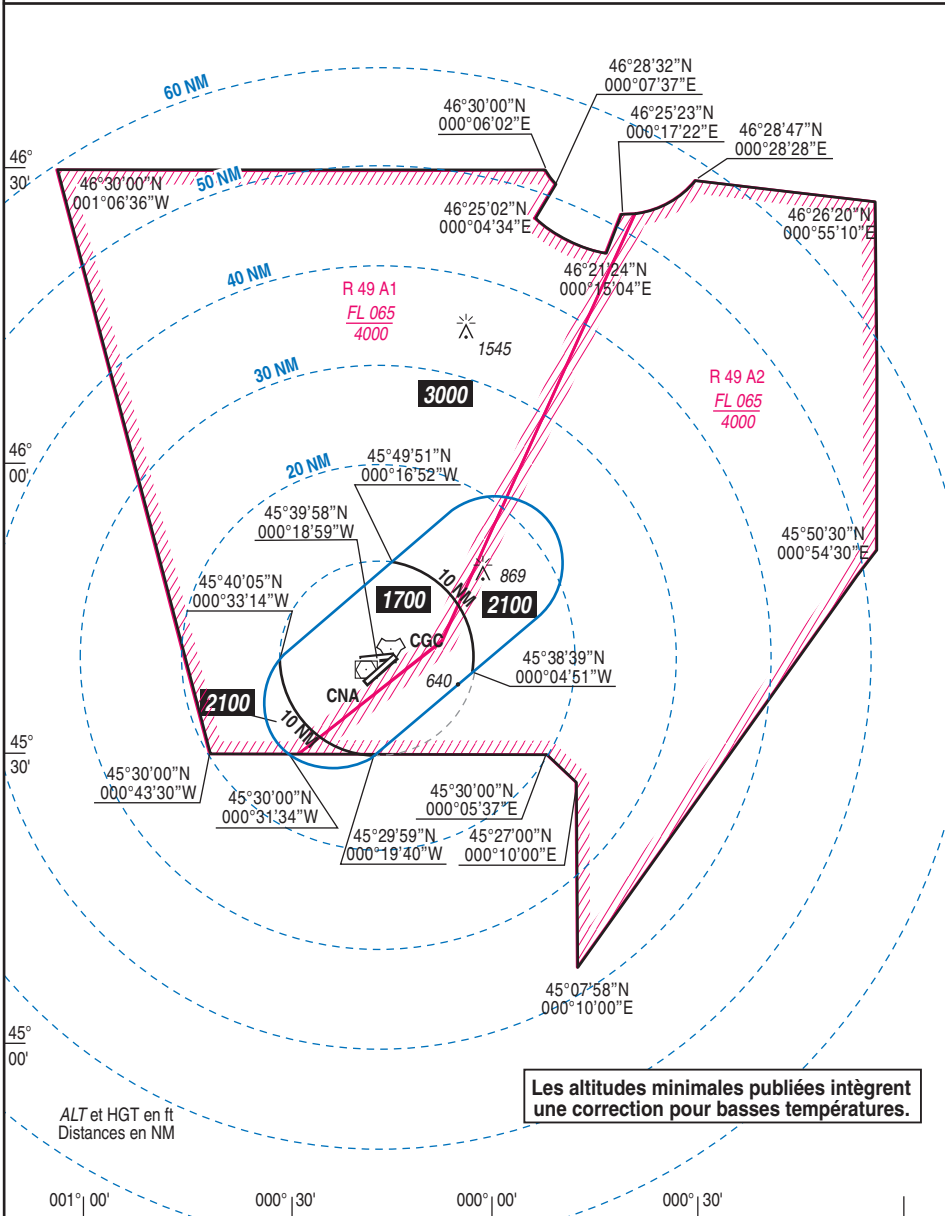 60 NM
46°28'32"N
000°07'37"E
46°30'00"N
000°06'02"E
46°25'23"N
000°17'22"E
46°28'47"N
000°28'28"E
46°
30'
50 NM
46°30'00"N
001°06'36"W
46°25'02"N
000°04'34"E
46°26'20"N
000°55'10"E
40 NM
46°21'24"N
000°15'04"E
R 49 A1
FL 065
4000
1545
30 NM
3000
R 49 A2
FL 065
4000
46°
00'
20 NM
45°49'51"N
000°16'52"W
45°39'58"N
000°18'59"W
45°50'30"N
000°54'30"E
45°40'05"N
000°33'14"W
10 NM
869
1700
2100
CGC
45°38'39"N
000°04'51"W
640
CNA
2100
10 NM
45°
30'
45°30'00"N
000°43'30"W
45°30'00"N
000°31'34"W
45°29'59"N
000°19'40"W
45°30'00"N
000°05'37"E
45°27'00"N
000°10'00"E
45°07'58"N
000°10'00"E
45°
00'
Les altitudes minimales publiées intègrent
une correction pour basses températures.
ALT et HGT en ft
Distances en NM
001° 00'
000° 30'
000° 00'
000° 30'